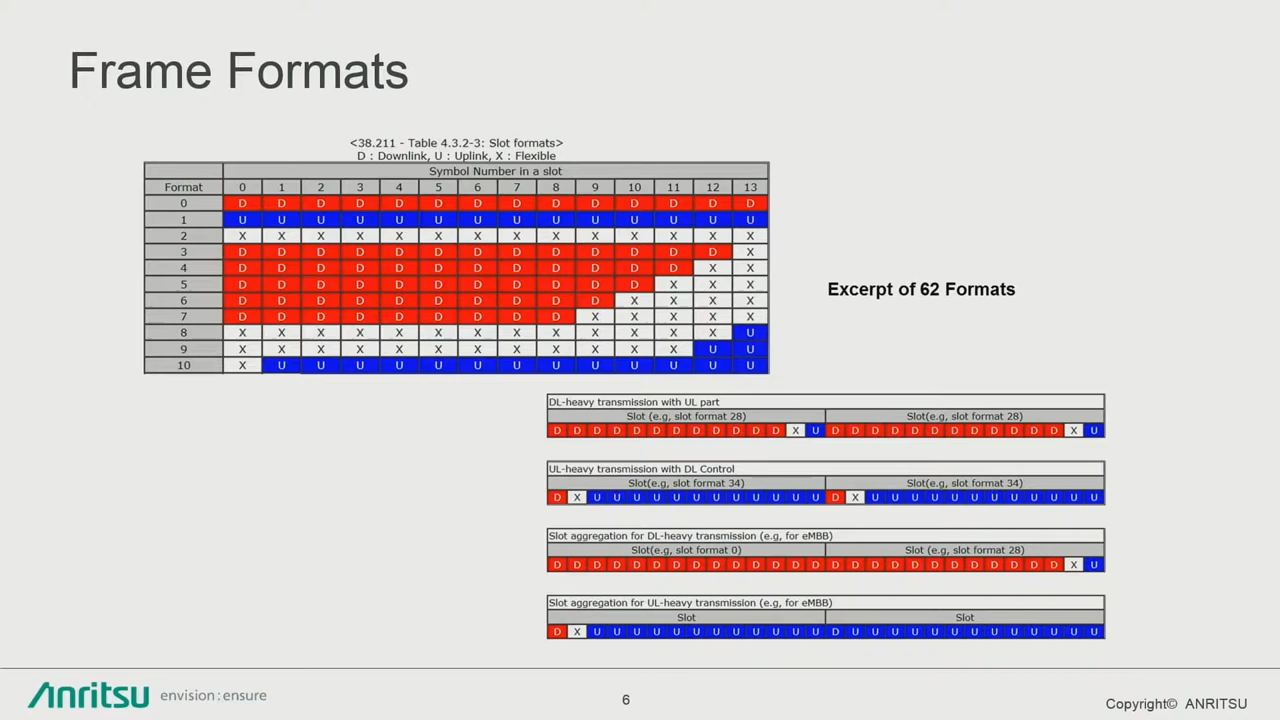 Frame Formats
<38.211 - Table 4.3.2-3: Slot formats>
D : Downlink, U : Uplink, X : Flexible
Symbol Number in a slot
Format 0 1 2 3 4 5 6 7 8 9 10 11 12 13
0 D D D D D D D D D D D D D D
1 U U U U U U U U U U U U U U
2 X X X X X X X X X X X X X X
3 D D D D D D D D D D D D D X
4 D D D D D D D D D D D D X X
5 D D D D D D D D D D D X X X
6 D D D D D D D D D D X X X X
7 D D D D D D D D D X X X X X
8 X X X X X X X X X X X X X U
9 X X X X X X X X X X X X U U
10 X U U U U U U U U U U U U U
Excerpt of 62 Formats
DL-heavy transmission with UL part
Slot (e.g, slot format 28) Slot(e.g, slot format 28)
D D D D D D D D D D D D X U D D D D D D D D D D D D X U
UL-heavy transmission with DL Control
Slot(e.g, slot format 34) Slot(e.g, slot format 34)
D X U U U U U U U U U U U U D X U U U U U U U U U U U U
Slot aggregation for DL-heavy transmission (e.g, for eMBB)
Slot(e.g, slot format 0) Slot (e.g, slot format 28)
D D D D D D D D D D D D D D D D D D D D D D D D D D X U
Slot aggregation for UL-heavy transmission (e.g, for eMBB)
Slot Slot
D X U U U U U U U U U U U U D U U U U U U U U U U U U U
Anritsu envision : ensure
6
Copyright© ANRITSU